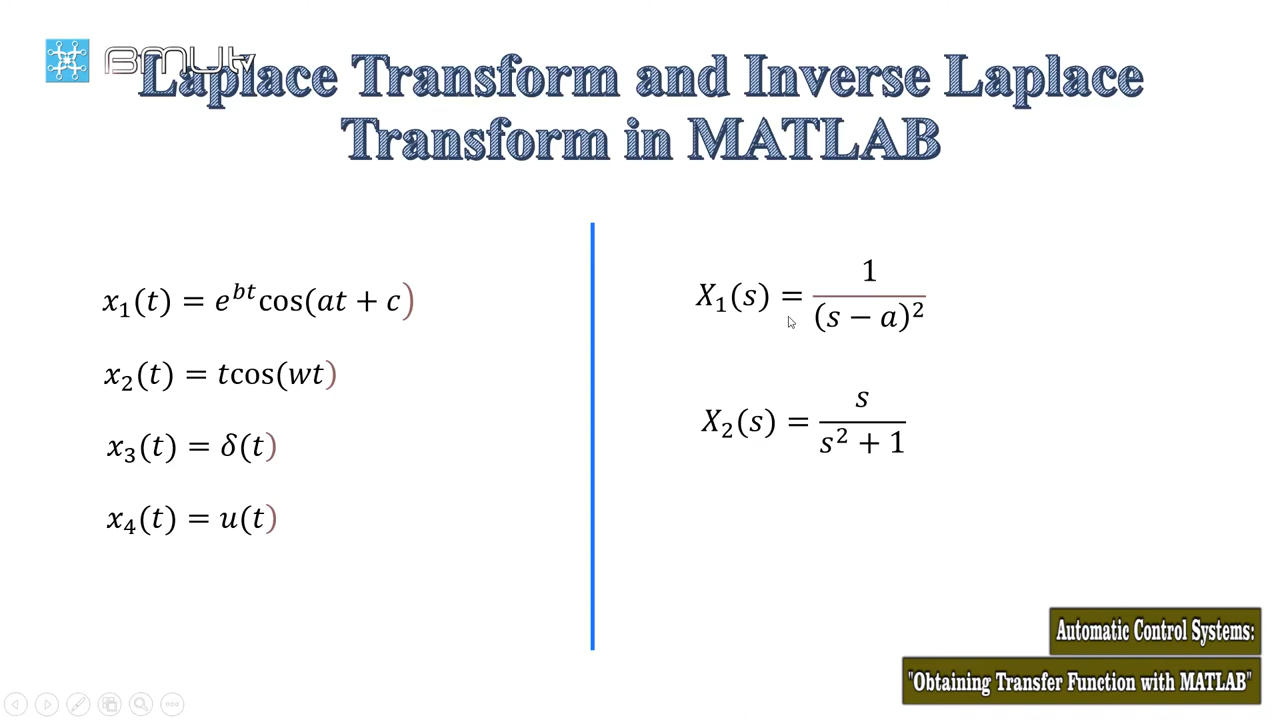 BMUtv
Laplace Transform and Inverse Laplace
Transform in MATLAB
x₁(t) = e^{bt}cos(at + c)
x₂(t) = tcos(wt)
x₃(t) = δ(t)
x₄(t) = u(t)
X₁(s) = 1/(s − a)²
X₂(s) = s/(s² + 1)
Automatic Control Systems:
"Obtaining Transfer Function with MATLAB"